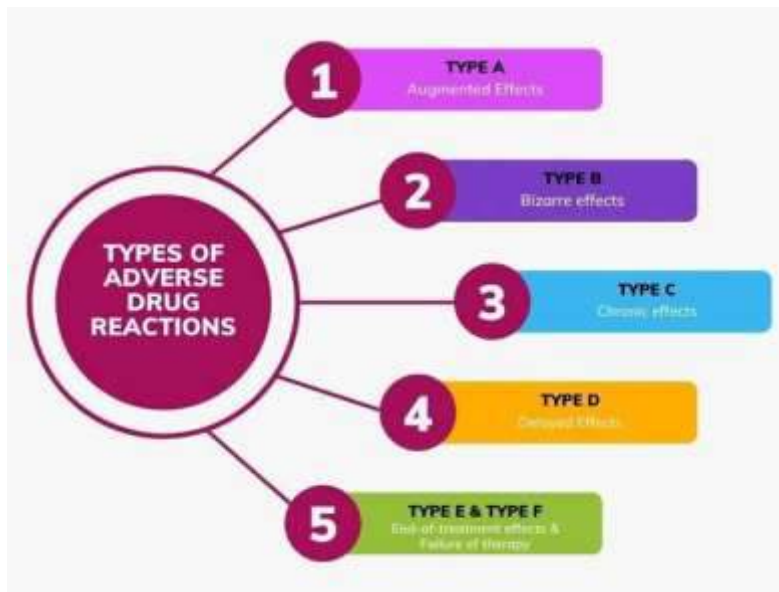 TYPES OF
ADVERSE
DRUG
REACTIONS
1
TYPE A
Augmented Effects
2
TYPE B
Bizarre effects
3
TYPE C
Chronic effects
4
TYPE D
Delayed Effects
5
TYPE E & TYPE F
End-of-treatment effects &
Failure of therapy